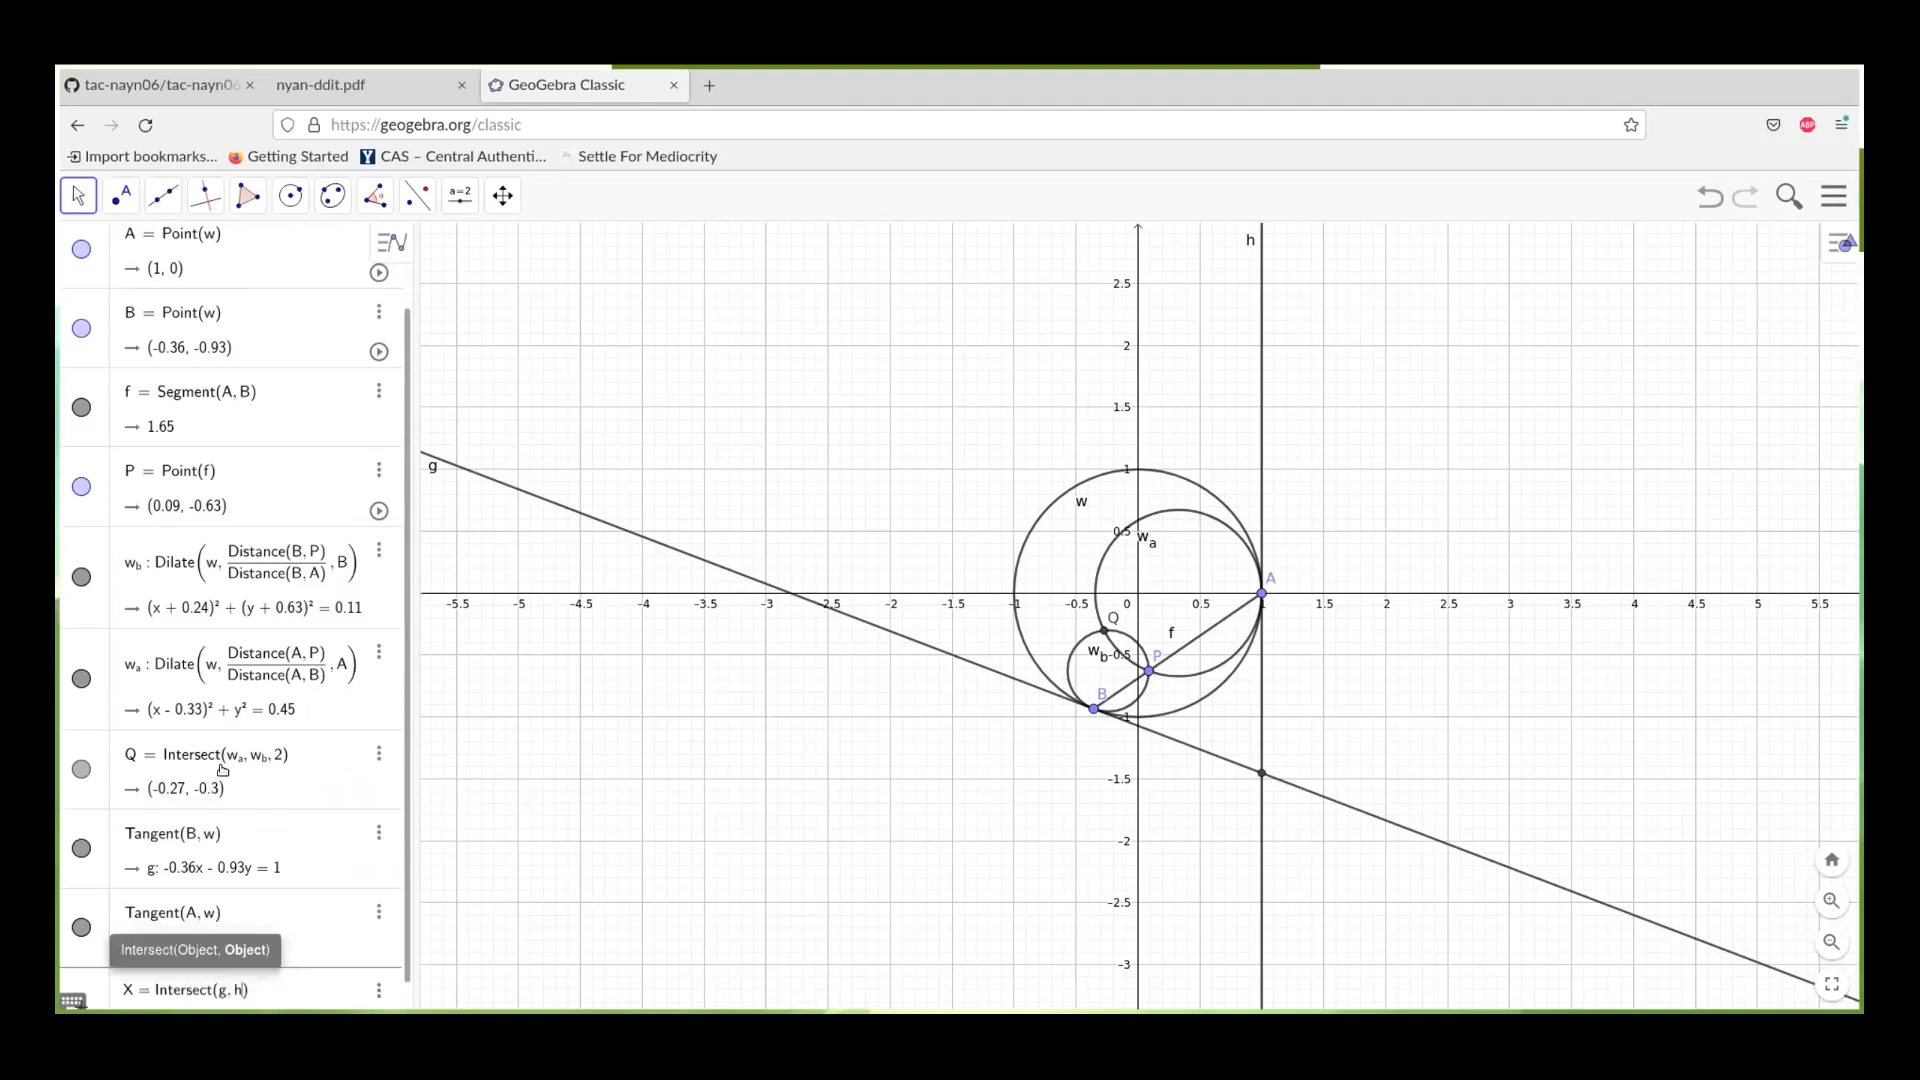 tac-nayn06/tac-nayn06
nyan-ddit.pdf
GeoGebra Classic
https://geogebra.org/classic
ABP
Import bookmarks...
Getting Started
CAS – Central Authenti...
Settle For Mediocrity
A
a=2
A = Point(w)
→ (1, 0)
B = Point(w)
→ (-0.36, -0.93)
f = Segment(A, B)
→ 1.65
P = Point(f)
→ (0.09, -0.63)
w_b : Dilate(w, Distance(B, P)/Distance(B, A), B)
→ (x + 0.24)² + (y + 0.63)² = 0.11
w_a : Dilate(w, Distance(A, P)/Distance(A, B), A)
→ (x - 0.33)² + y² = 0.45
Q = Intersect(w_a, w_b, 2)
→ (-0.27, -0.3)
Tangent(B, w)
→ g: -0.36x - 0.93y = 1
Tangent(A, w)
Intersect(Object, Object)
X = Intersect(g, h)
h
2.5
2
1.5
g
1
w
0.5
w_a
A
-5.5 -5 -4.5 -4 -3.5 -3 -2.5 -2 -1.5 -1 -0.5 0 0.5 1 1.5 2 2.5 3 3.5 4 4.5 5 5.5
Q
f
w_b
-0.5
P
B
-1
-1.5
-2
-2.5
-3